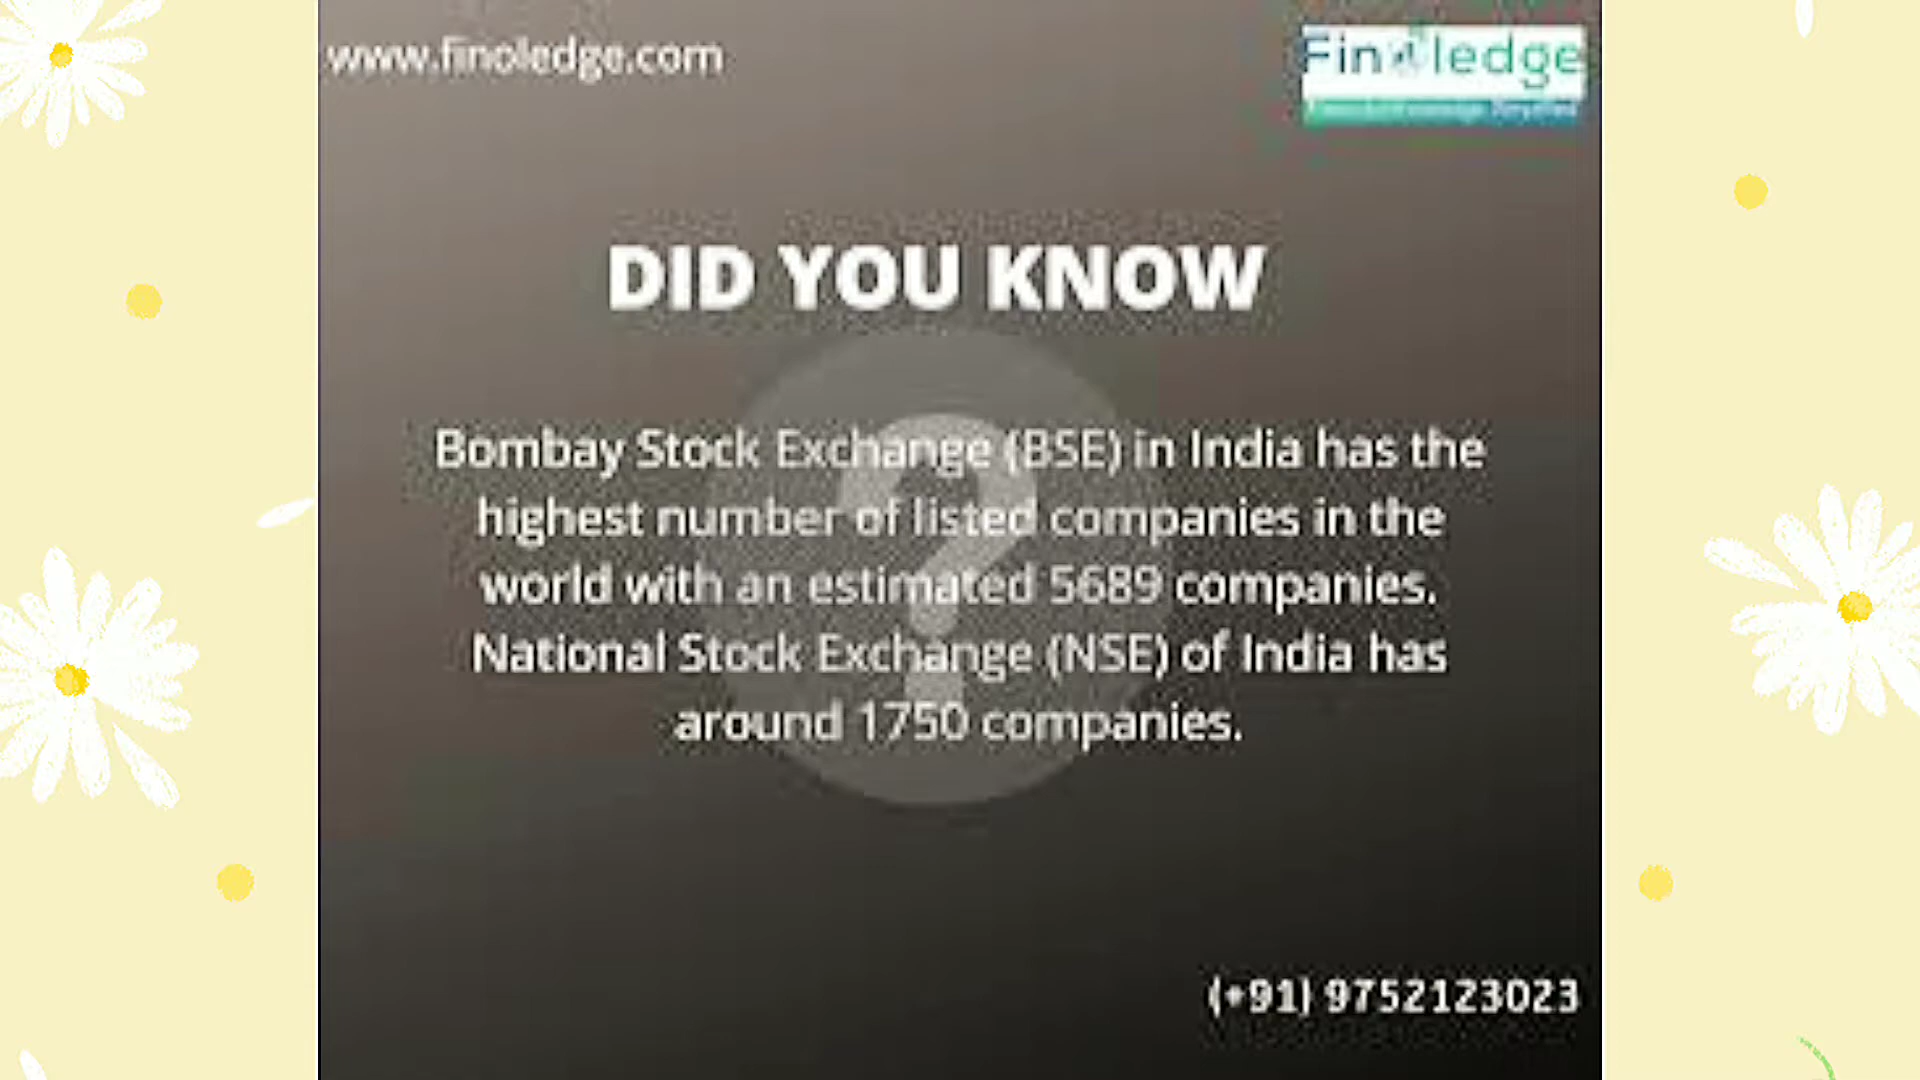 www.finoledge.com
Finoledge
DID YOU KNOW
Bombay Stock Exchange (BSE) in India has the
highest number of listed companies in the
world with an estimated 5689 companies.
National Stock Exchange (NSE) of India has
around 1750 companies.
(+91) 9752123023